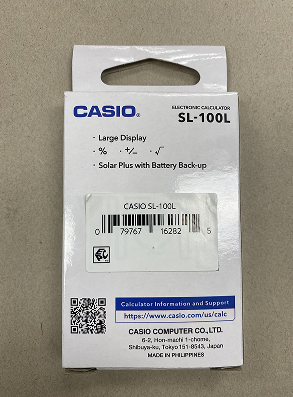 CASIO®
ELECTRONIC CALCULATOR
SL-100L
· Large Display
· % · +/− · √
· Solar Plus with Battery Back-up
CASIO SL-100L
0 79767 16282 5
Calculator Information and Support
https://www.casio.com/us/calc
CASIO COMPUTER CO., LTD.
6-2, Hon-machi 1-chome,
Shibuya-ku, Tokyo 151-8543, Japan
MADE IN PHILIPPINES